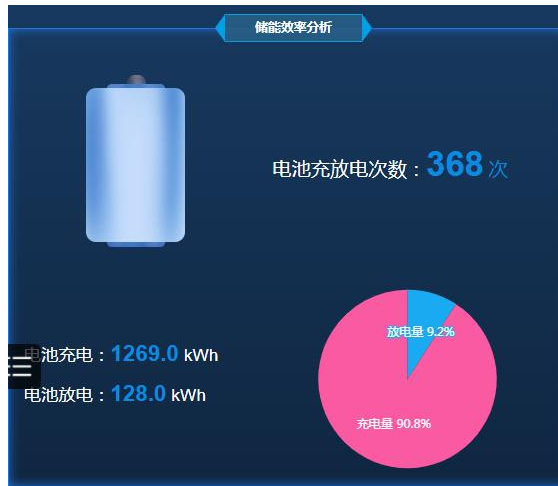 储能效率分析
电池充放电次数：368 次
电池充电：1269.0 kWh
电池放电：128.0 kWh
放电量 9.2%
充电量 90.8%